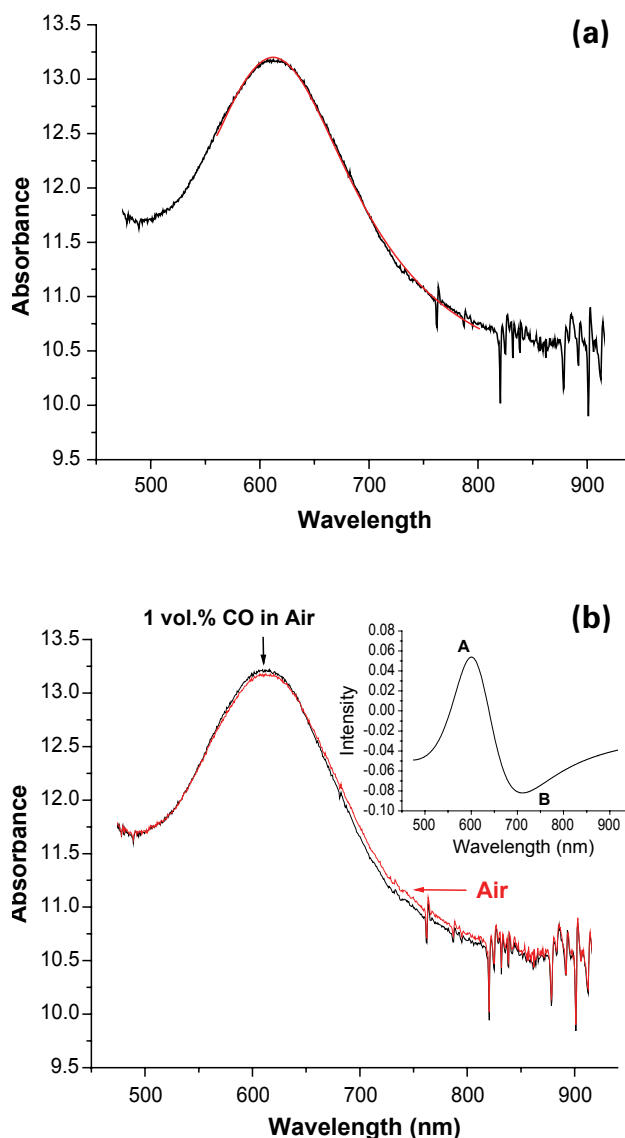 (a)
13.5
13.0
12.5
12.0
11.5
11.0
10.5
10.0
9.5
Absorbance
500 600 700 800 900
Wavelength
(b)
1 vol.% CO in Air
13.5
13.0
12.5
12.0
11.5
11.0
10.5
10.0
9.5
Absorbance
0.08
0.06
0.04
0.02
0.00
-0.04
-0.04
-0.06
-0.08
-0.10
Intensity
A
B
500 600 700 800 900
Wavelength (nm)
Air
500 600 700 800 900
Wavelength (nm)